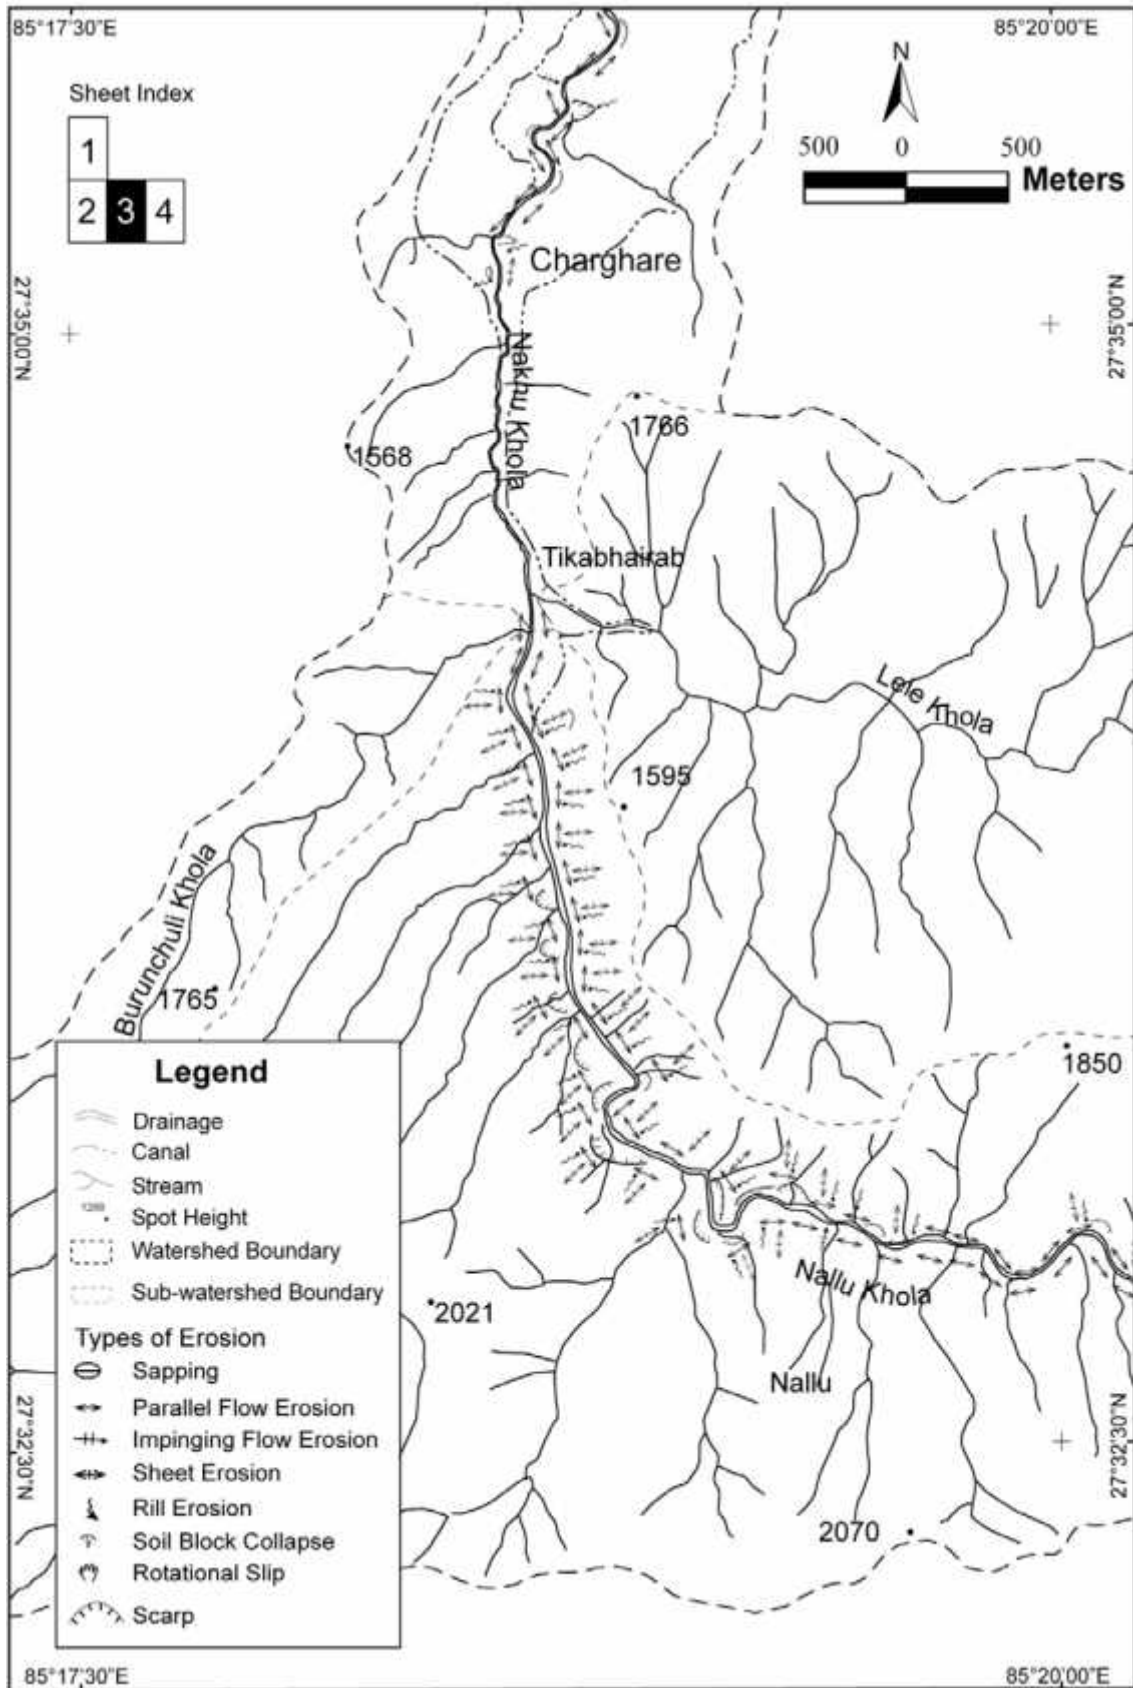 85°17'30"E
85°20'00"E
N
Sheet Index
1
2 3 4
500 0 500
Meters
Charghare
27°35'00"N
27°35'00"N
Nakhu Khola
1766
1568
Tikabhairab
Lele Khola
1595
Burunchuli Khola
1765
1850
Legend
Drainage
Canal
Stream
Spot Height
Watershed Boundary
Sub-watershed Boundary
Types of Erosion
Sapping
Parallel Flow Erosion
Impinging Flow Erosion
Sheet Erosion
Rill Erosion
Soil Block Collapse
Rotational Slip
Scarp
Nallu Khola
2021
Nallu
27°32'30"N
27°32'30"N
2070
85°17'30"E
85°20'00"E